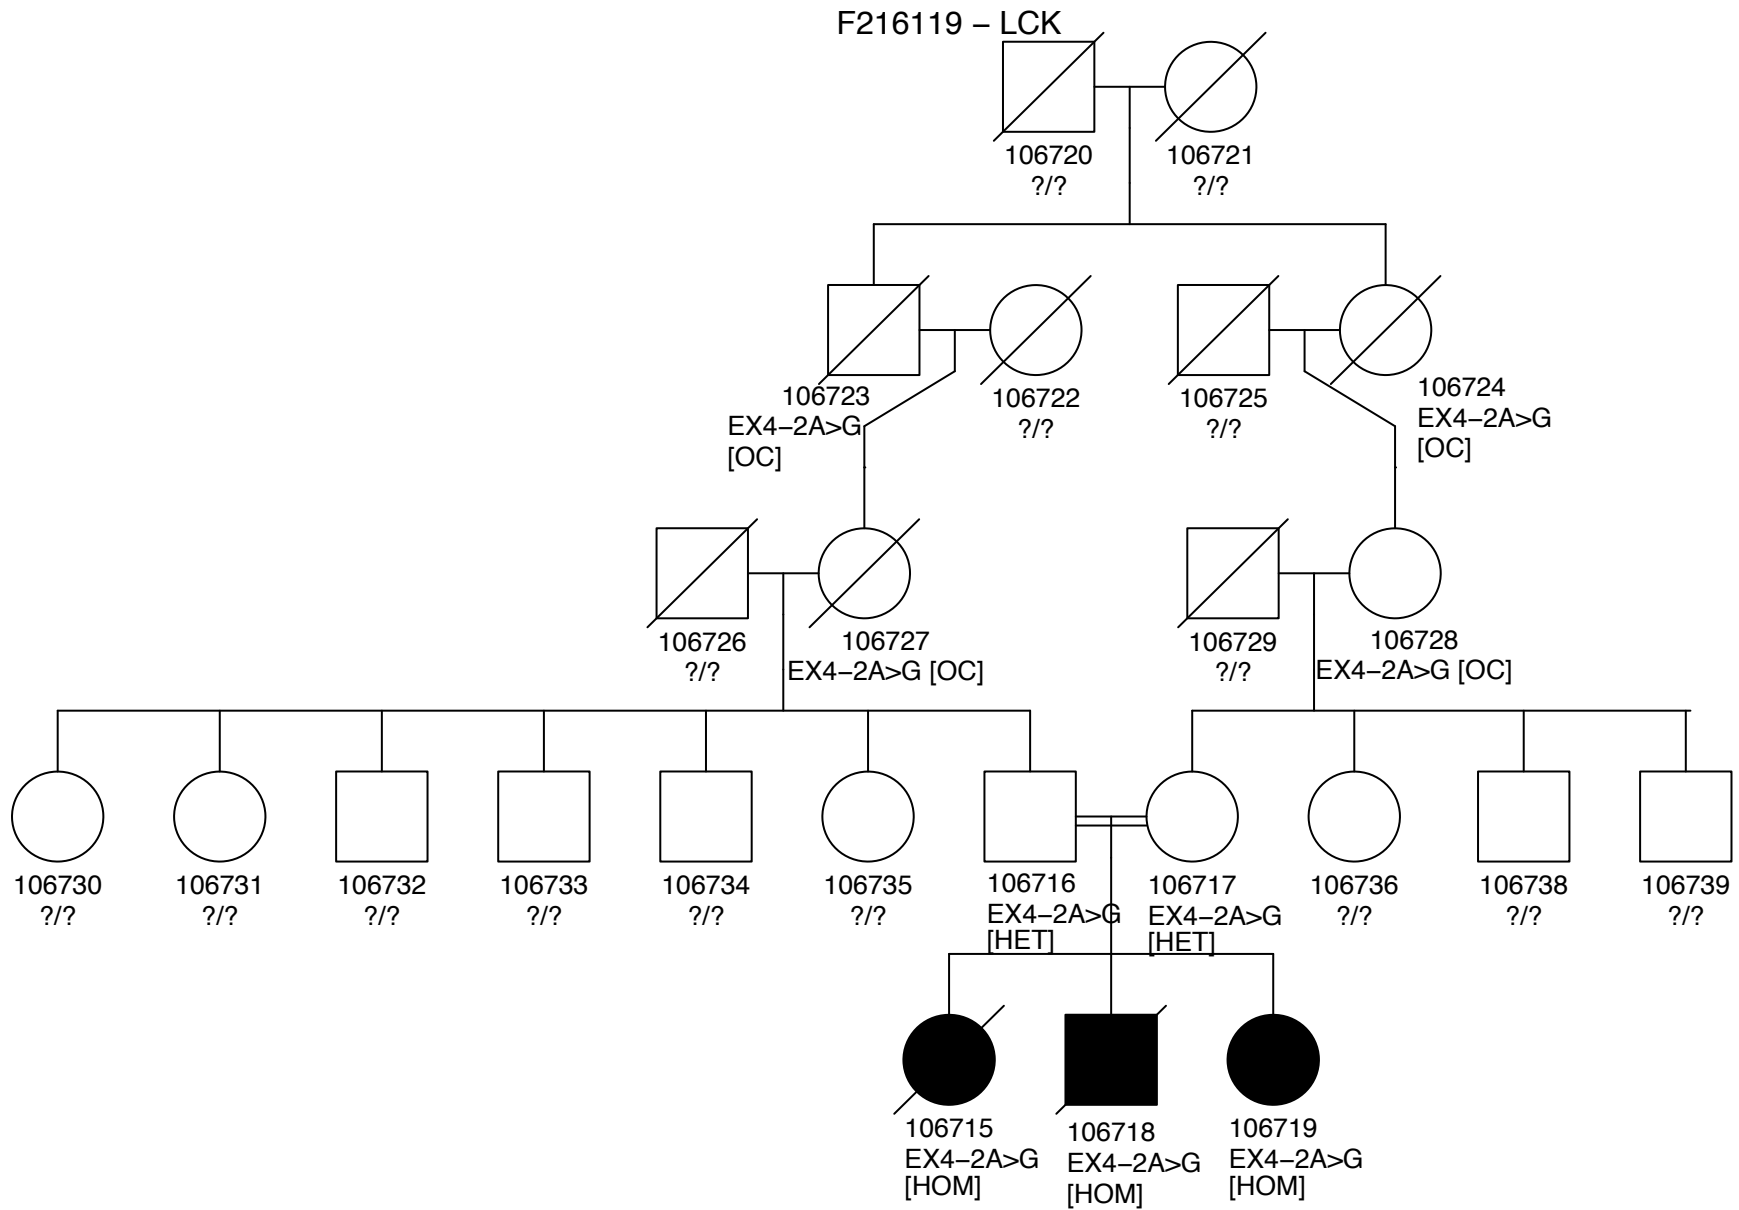 F216119 – LCK
106720
?/?
106721
?/?
106723
EX4–2A>G
[OC]
106722
?/?
106725
?/?
106724
EX4–2A>G
[OC]
106726
?/?
106727
EX4–2A>G [OC]
106729
?/?
106728
EX4–2A>G [OC]
106730
?/?
106731
?/?
106732
?/?
106733
?/?
106734
?/?
106735
?/?
106716
EX4–2A>G
[HET]
106717
EX4–2A>G
[HET]
106736
?/?
106738
?/?
106739
?/?
106715
EX4–2A>G
[HOM]
106718
EX4–2A>G
[HOM]
106719
EX4–2A>G
[HOM]